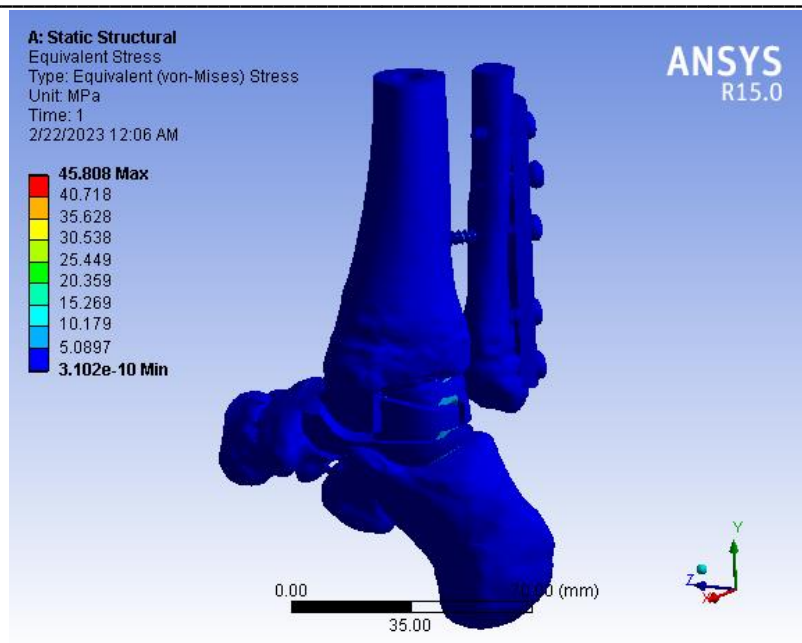 A: Static Structural
Equivalent Stress
Type: Equivalent (von-Mises) Stress
Unit: MPa
Time: 1
2/22/2023 12:06 AM
ANSYS
R15.0
45.808 Max
40.718
35.628
30.538
25.449
20.359
15.269
10.179
5.0897
3.102e-10 Min
Y
Z
X
0.00
(mm)
35.00